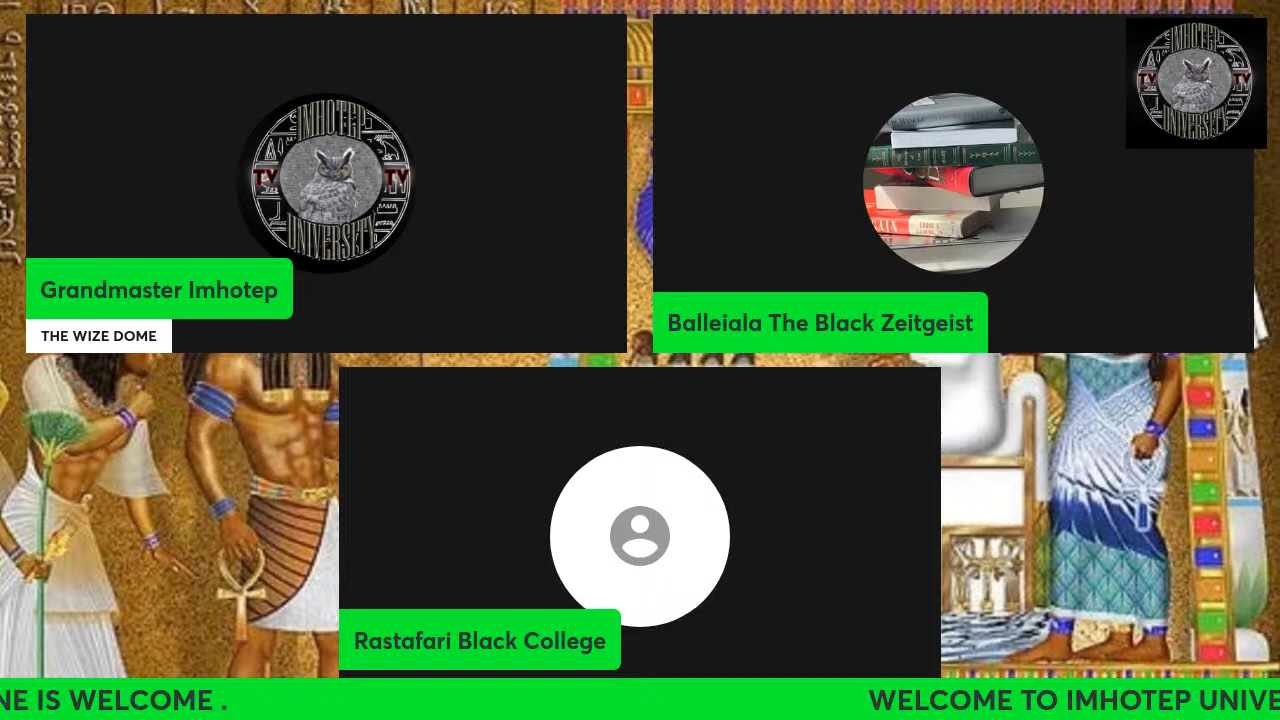 IMHOTEP
TV TV
UNIVERSITY
Grandmaster Imhotep
THE WIZE DOME
Balleiala The Black Zeitgeist
IMHOTEP
TV TV
UNIVERSITY
Rastafari Black College
NE IS WELCOME .
WELCOME TO IMHOTEP UNIVE